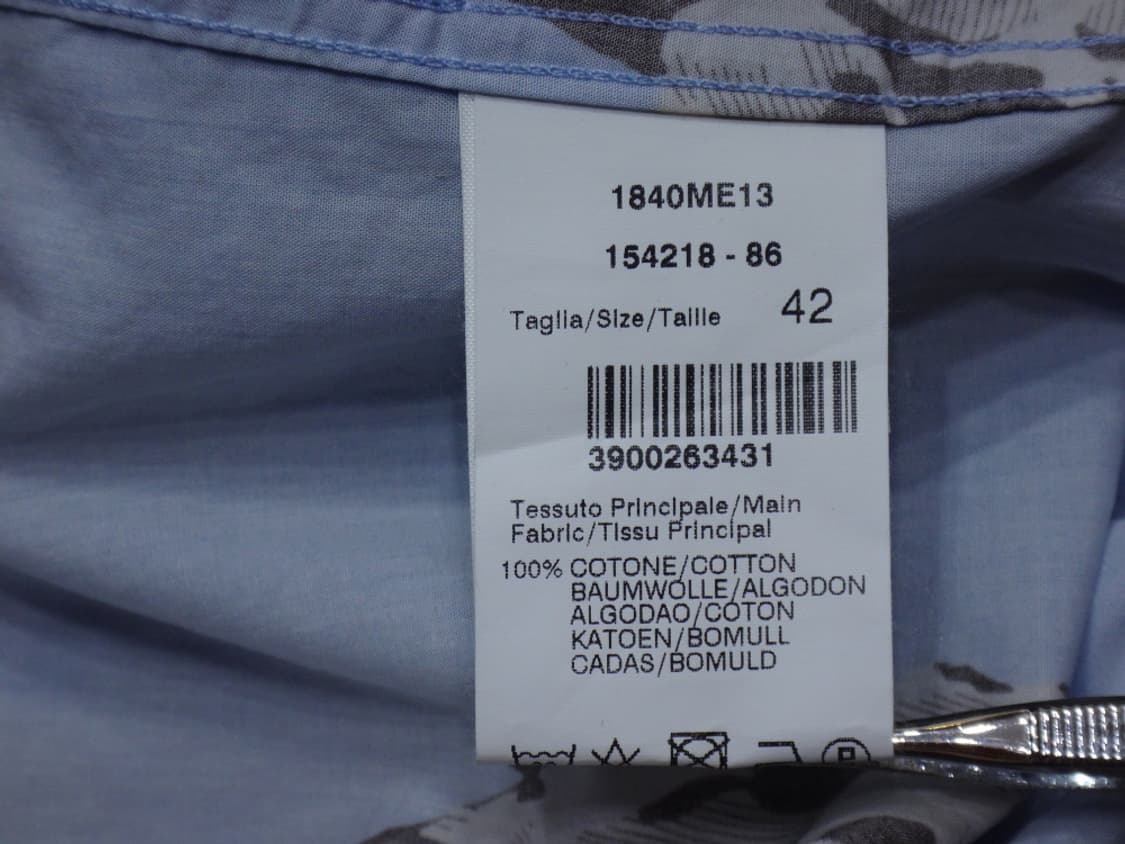 1840ME13
154218 - 86
Taglia/Size/Taille 42
3900263431
Tessuto Principale/Main
Fabric/Tissu Principal
100% COTONE/COTTON
BAUMWOLLE/ALGODON
ALGODAO/COTON
KATOEN/BOMULL
CADAS/BOMULD
P